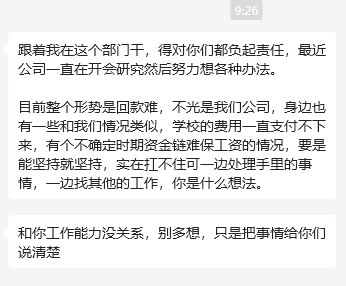 9:26
跟着我在这个部门干，得对你们都负起责任，最近
公司一直在开会研究然后努力想各种办法。
目前整个形势是回款难，不光是我们公司，身边也
有一些和我们情况类似，学校的费用一直支付不下
来，有个不确定时期资金链难保工资的情况，要是
能坚持就坚持，实在扛不住可一边处理手里的事
情，一边找其他的工作，你是什么想法。
和你工作能力没关系，别多想，只是把事情给你们
说清楚